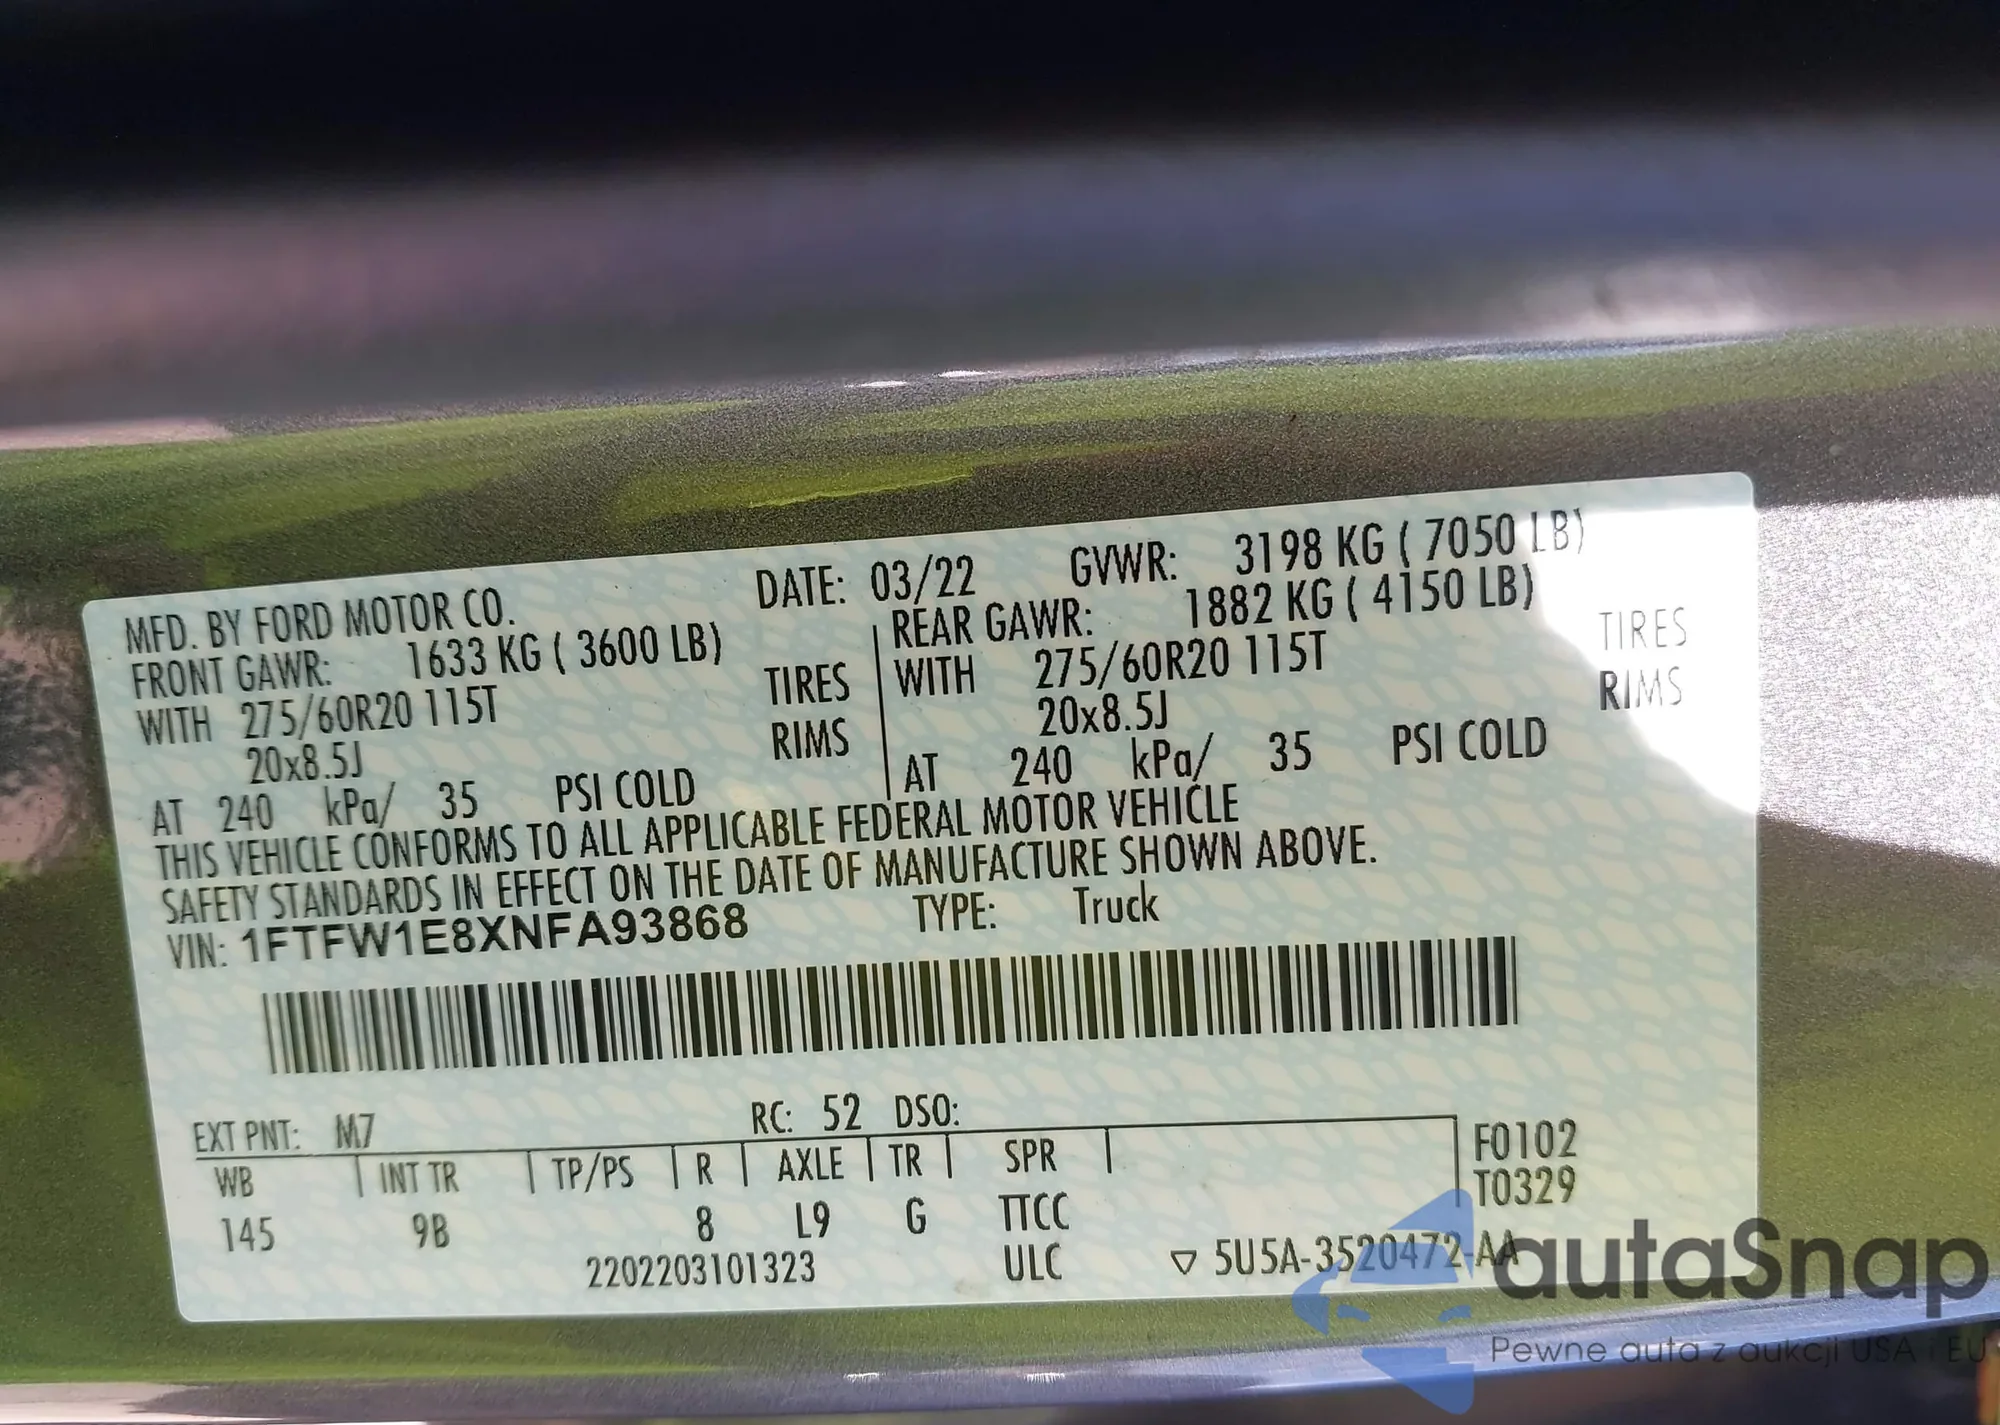 MFD. BY FORD MOTOR CO. DATE: 03/22 GVWR: 3198 KG ( 7050 LB)
FRONT GAWR: 1633 KG ( 3600 LB) REAR GAWR: 1882 KG ( 4150 LB)
WITH 275/60R20 115T TIRES WITH 275/60R20 115T TIRES
20x8.5J RIMS 20x8.5J RIMS
AT 240 kPa/ 35 PSI COLD AT 240 kPa/ 35 PSI COLD
THIS VEHICLE CONFORMS TO ALL APPLICABLE FEDERAL MOTOR VEHICLE
SAFETY STANDARDS IN EFFECT ON THE DATE OF MANUFACTURE SHOWN ABOVE.
VIN: 1FTFW1E8XNFA93868 TYPE: Truck
EXT PNT: M7 RC: 52 DSO:
WB INT TR TP/PS R AXLE TR SPR F0102
145 9B 8 L9 G TTCC T0329
2202203101323 ULC ▽ 5U5A-3520472-AA
autaSnap
Pewne auta z aukcji USA i EU